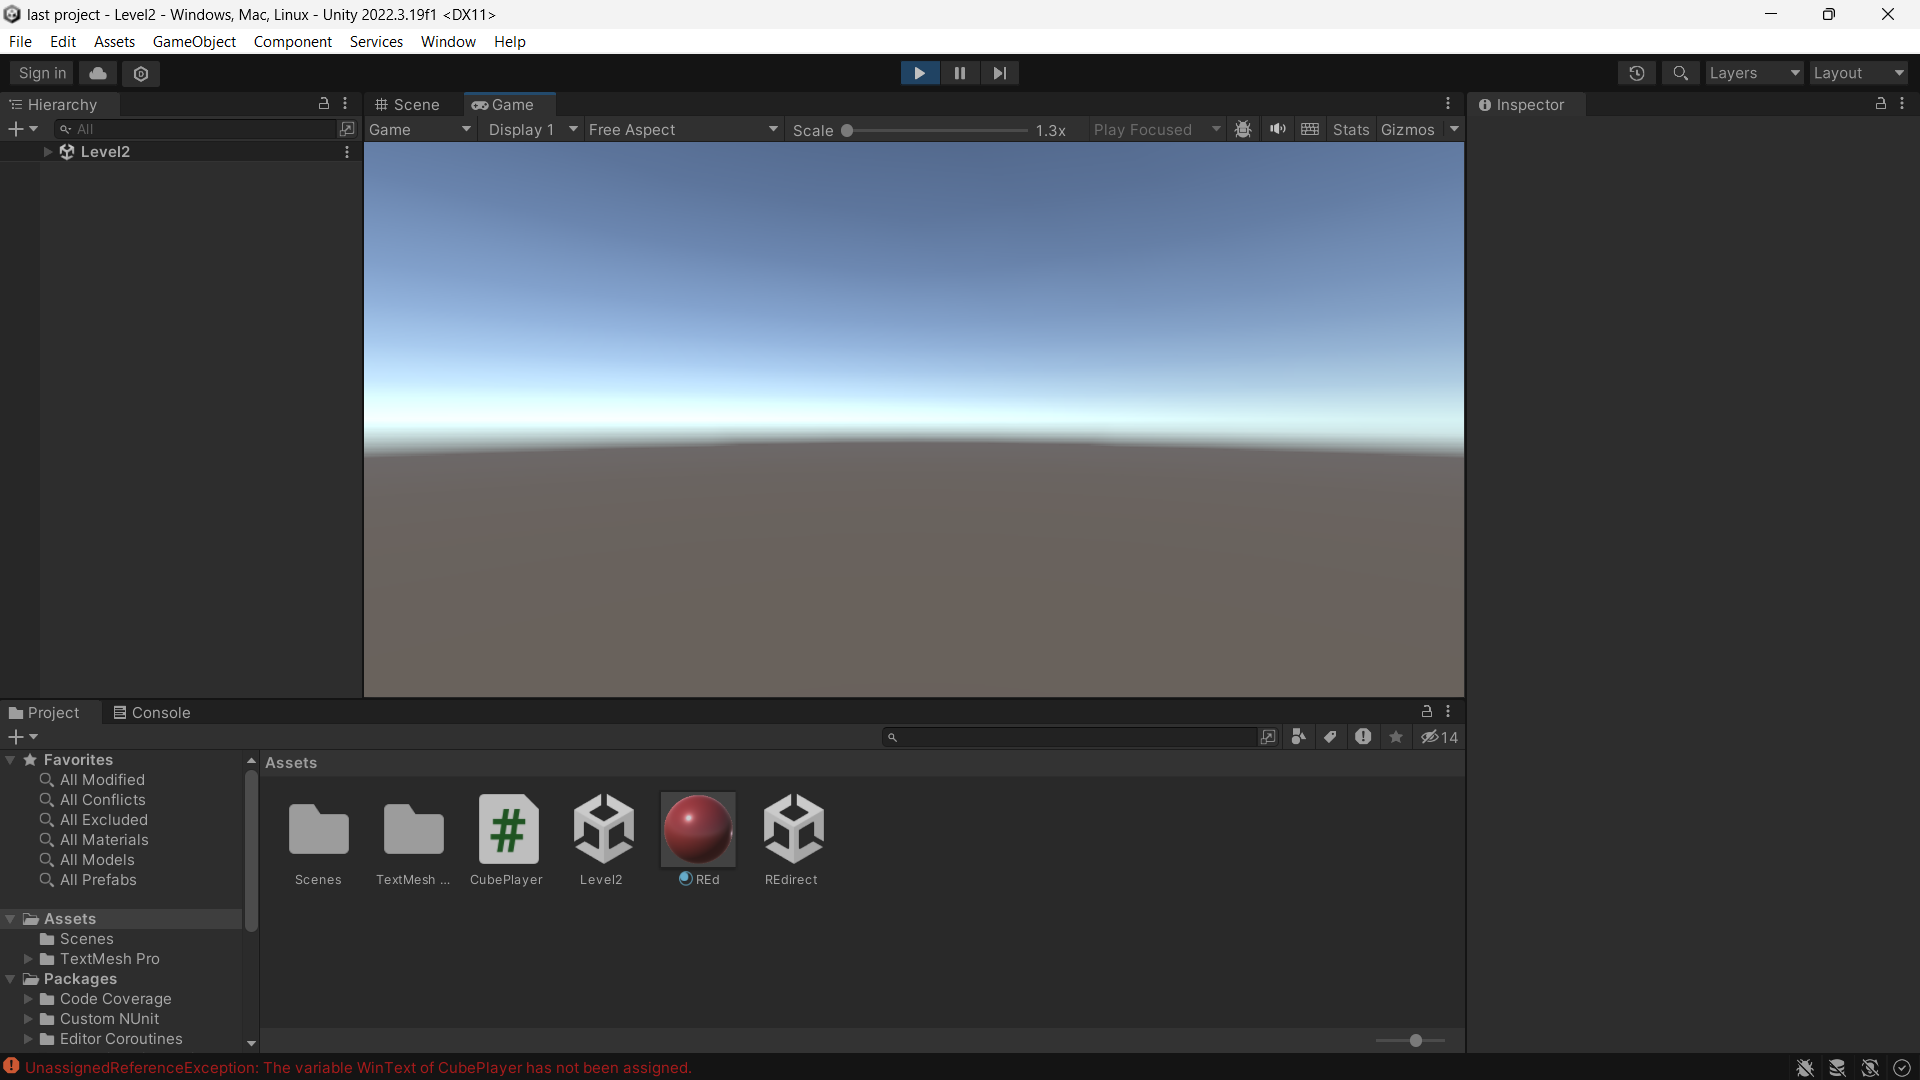 last project - Level2 - Windows, Mac, Linux - Unity 2022.3.19f1 <DX11>
File Edit Assets GameObject Component Services Window Help
Sign in
Layers
Layout
Hierarchy
Scene
Game
Inspector
All
Game
Display 1
Free Aspect
Scale
1.3x
Play Focused
Stats
Gizmos
Level2
Project
Console
14
Favorites
All Modified
All Conflicts
All Excluded
All Materials
All Models
All Prefabs
Assets
Scenes
TextMesh Pro
Packages
Code Coverage
Custom NUnit
Editor Coroutines
Assets
Scenes
TextMesh ...
CubePlayer
Level2
REd
REdirect
UnassignedReferenceException: The variable WinText of CubePlayer has not been assigned.